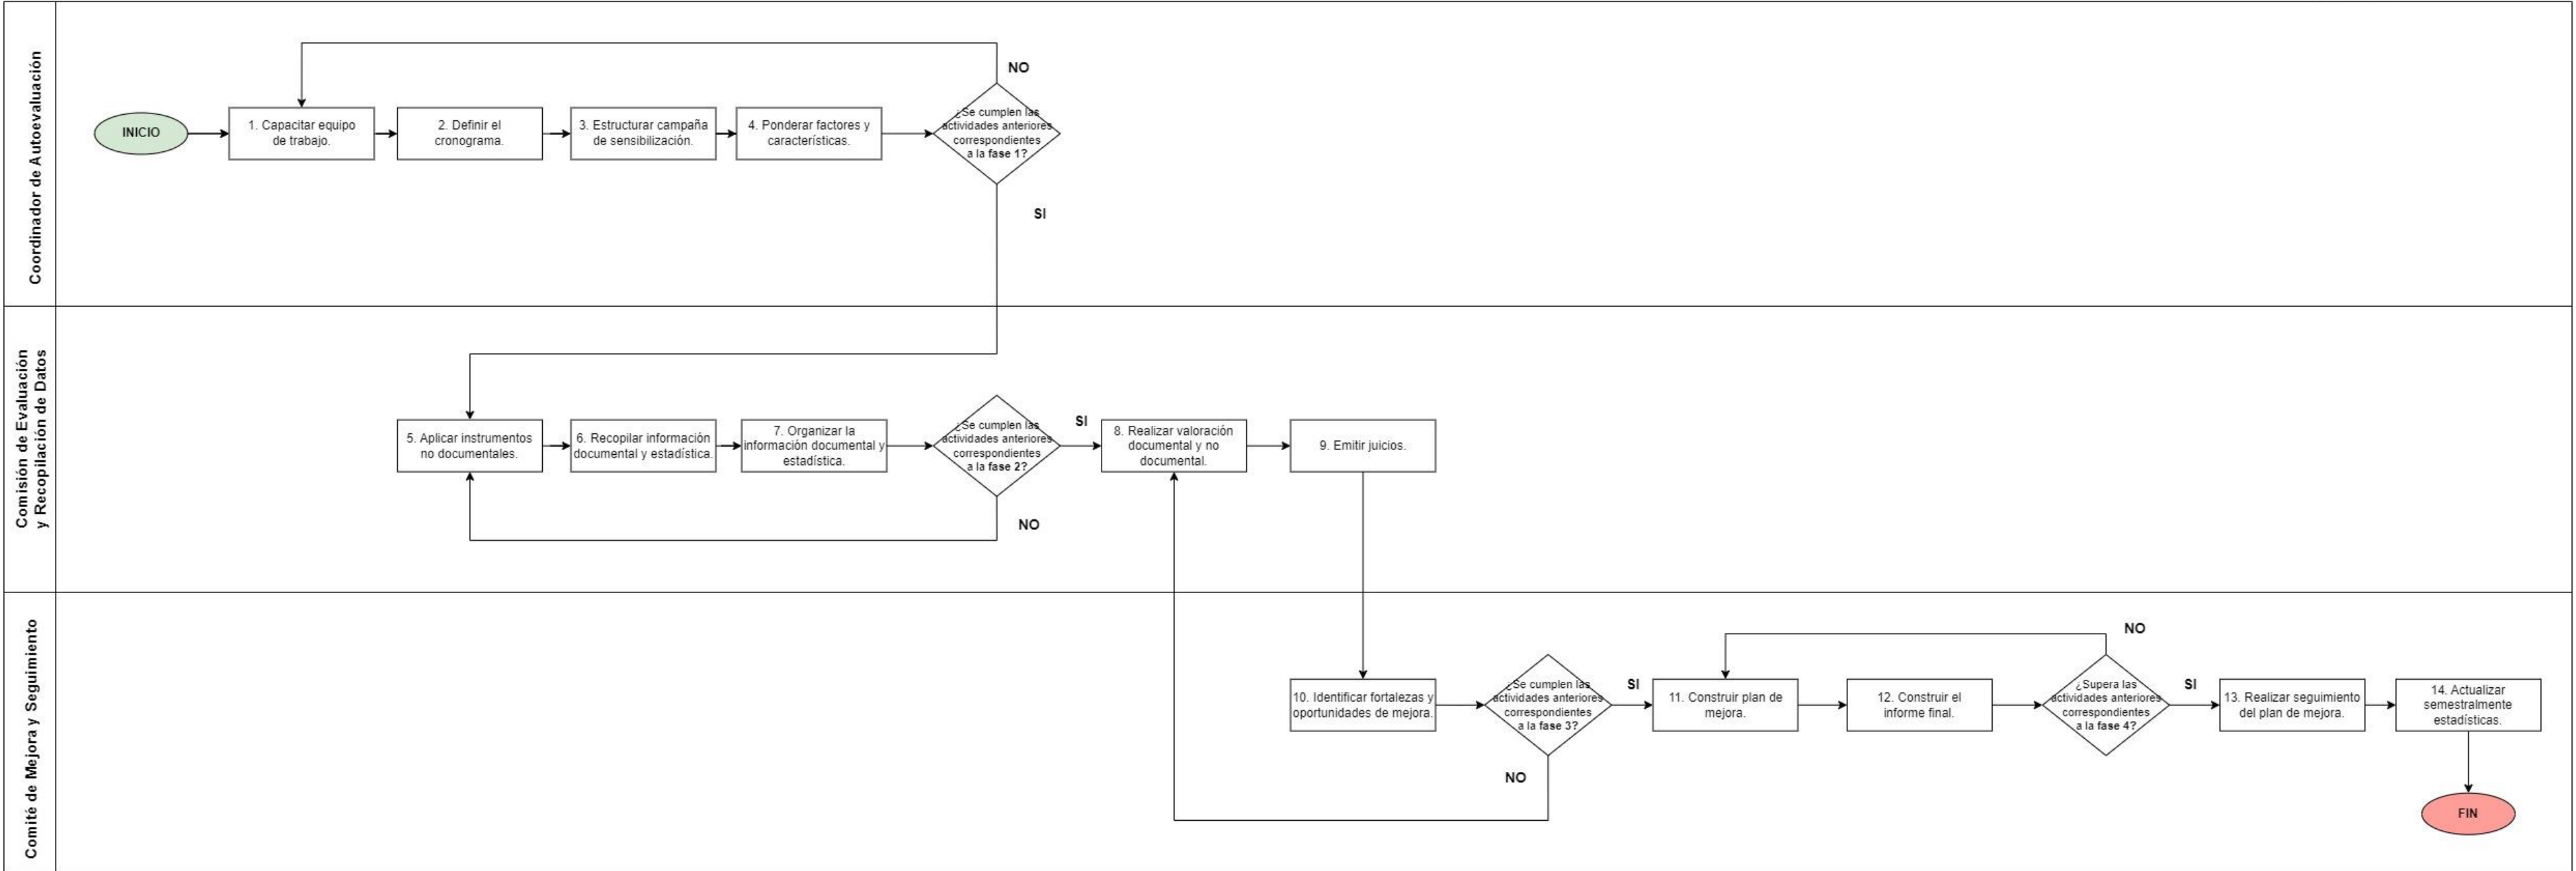 Coordinador de Autoevaluación
INICIO
1. Capacitar equipo
de trabajo.
2. Definir el
cronograma.
3. Estructurar campaña
de sensibilización.
4. Ponderar factores y
características.
¿Se cumplen las
actividades anteriores
correspondientes
a la fase 1?
NO
SI
Comisión de Evaluación
y Recopilación de Datos
5. Aplicar instrumentos
no documentales.
6. Recopilar información
documental y estadística.
7. Organizar la
información documental y
estadística.
¿Se cumplen las
actividades anteriores
correspondientes
a la fase 2?
SI
NO
8. Realizar valoración
documental y no
documental.
9. Emitir juicios.
Comité de Mejora y Seguimiento
10. Identificar fortalezas y
oportunidades de mejora.
¿Se cumplen las
actividades anteriores
correspondientes
a la fase 3?
SI
NO
11. Construir plan de
mejora.
12. Construir el
informe final.
¿Supera las
actividades anteriores
correspondientes
a la fase 4?
NO
SI
13. Realizar seguimiento
del plan de mejora.
14. Actualizar
semestralmente
estadísticas.
FIN